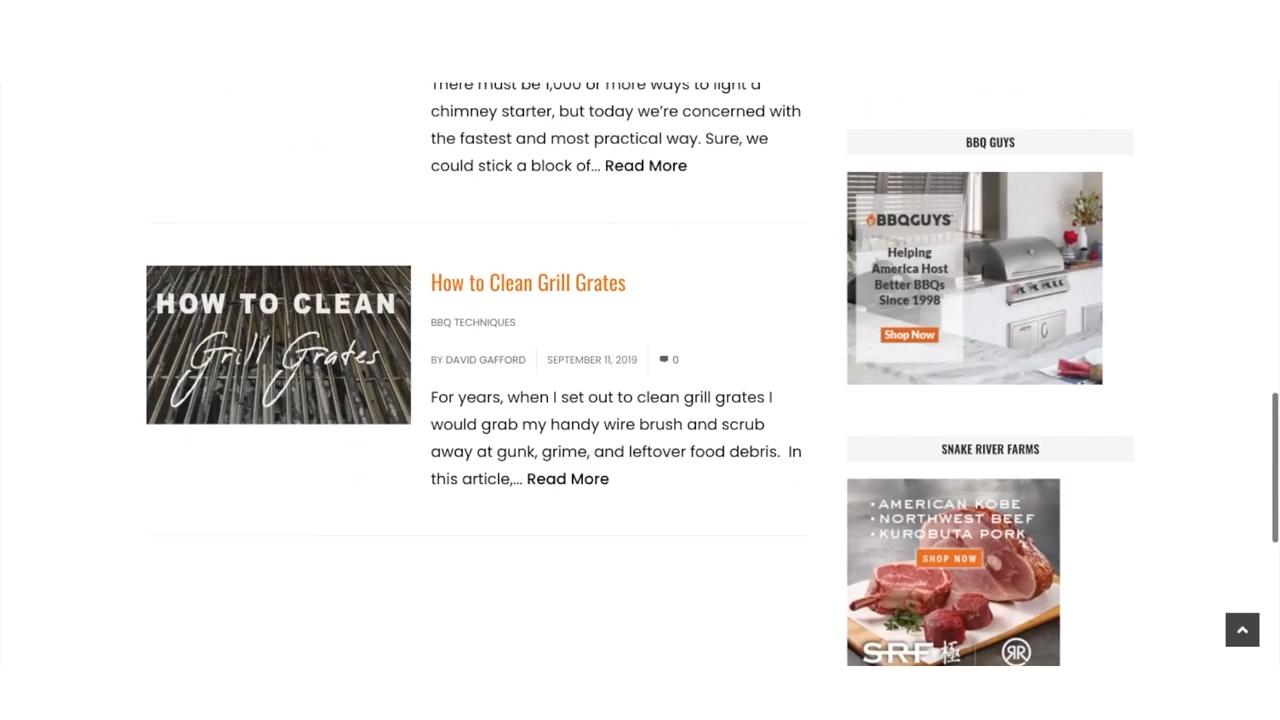 There must be 1,000 or more ways to light a
chimney starter, but today we’re concerned with
the fastest and most practical way. Sure, we
could stick a block of... Read More
HOW TO CLEAN
Grill Grates
How to Clean Grill Grates
BBQ TECHNIQUES
BY DAVID GAFFORD
SEPTEMBER 11, 2019
0
For years, when I set out to clean grill grates I
would grab my handy wire brush and scrub
away at gunk, grime, and leftover food debris.  In
this article,... Read More
BBQ GUYS
BBQGUYS
Helping
America Host
Better BBQs
Since 1998
Shop Now
SNAKE RIVER FARMS
• AMERICAN KOBE
• NORTHWEST BEEF
• KUROBUTA PORK
SHOP NOW
SRF極
RR